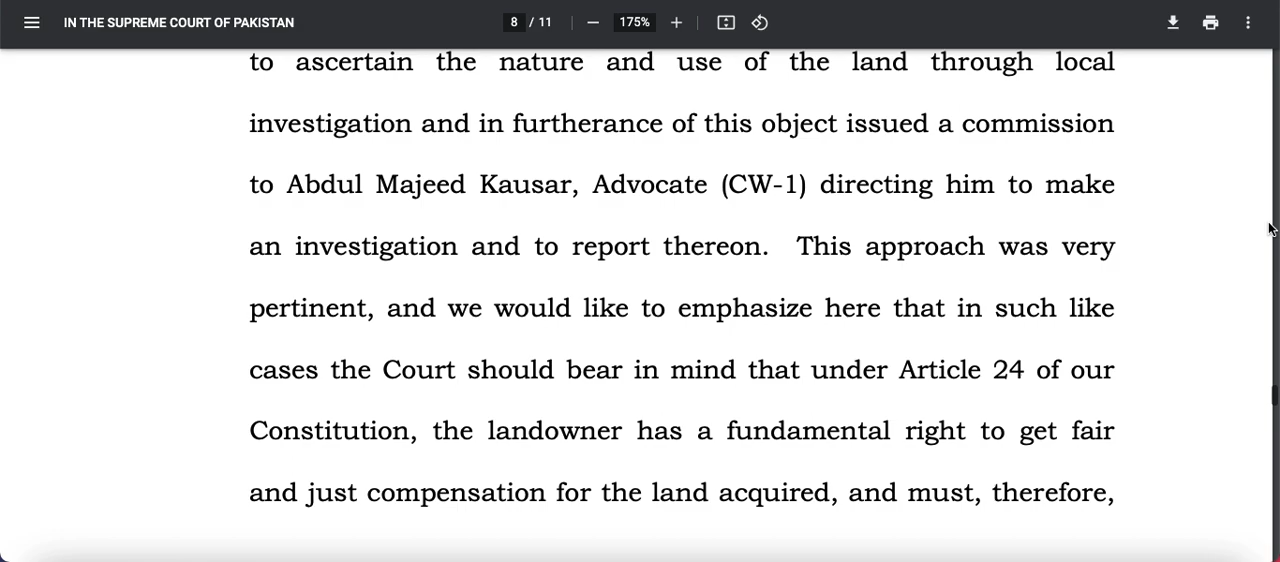 IN THE SUPREME COURT OF PAKISTAN 8 / 11 175%
to ascertain the nature and use of the land through local
investigation and in furtherance of this object issued a commission
to Abdul Majeed Kausar, Advocate (CW-1) directing him to make
an investigation and to report thereon. This approach was very
pertinent, and we would like to emphasize here that in such like
cases the Court should bear in mind that under Article 24 of our
Constitution, the landowner has a fundamental right to get fair
and just compensation for the land acquired, and must, therefore,